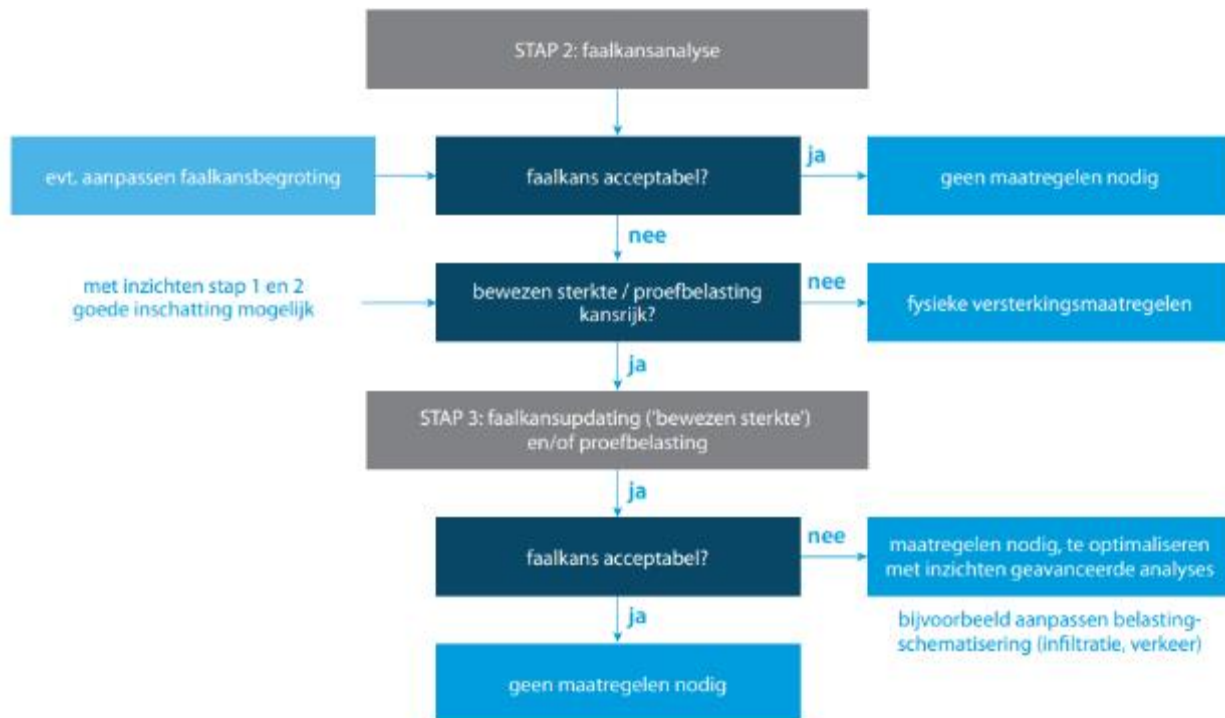 STAP 2: faalkansanalyse
evt. aanpassen faalkansbegroting
faalkans acceptabel?
ja
geen maatregelen nodig
nee
met inzichten stap 1 en 2
goede inschatting mogelijk
bewezen sterkte / proefbelasting
kansrijk?
nee
fysieke versterkingsmaatregelen
ja
STAP 3: faalkansupdating ('bewezen sterkte')
en/of proefbelasting
ja
faalkans acceptabel?
nee
maatregelen nodig, te optimaliseren
met inzichten geavanceerde analyses
ja
bijvoorbeeld aanpassen belasting-
schematisering (infiltratie, verkeer)
geen maatregelen nodig